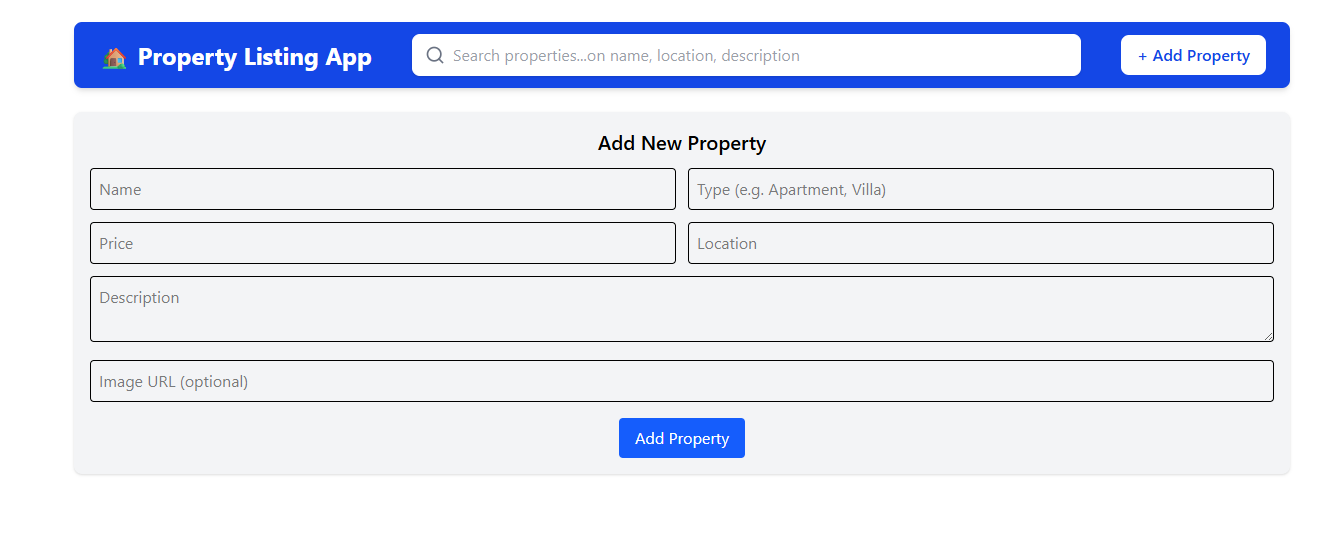 Property Listing App
Search properties...on name, location, description
+ Add Property
Add New Property
Name
Type (e.g. Apartment, Villa)
Price
Location
Description
Image URL (optional)
Add Property